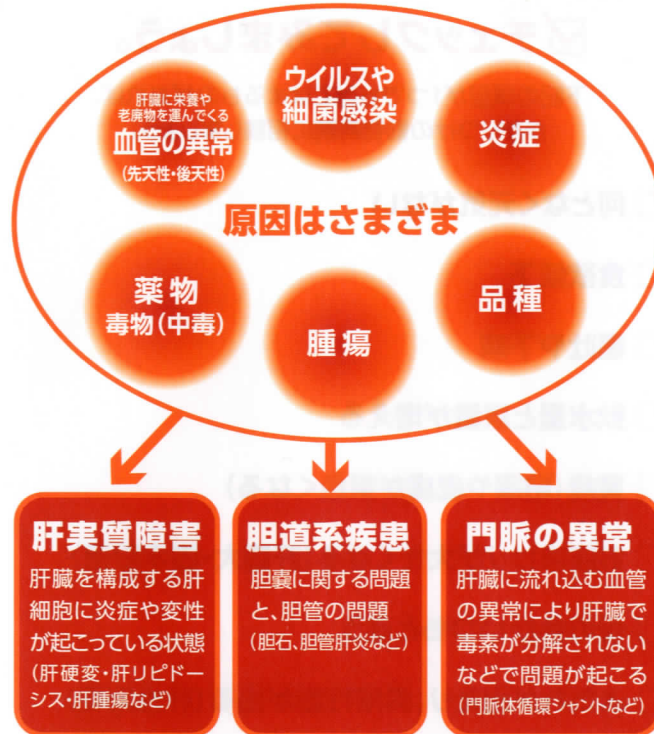 肝臓に栄養や
老廃物を運んでくる
血管の異常
(先天性・後天性)
ウイルスや
細菌感染
炎症
原因はさまざま
薬物
毒物(中毒)
腫瘍
品種
肝実質障害
肝臓を構成する肝
細胞に炎症や変性
が起こっている状態
(肝硬変・肝リピドー
シス・肝腫瘍など)
胆道系疾患
胆嚢に関する問題
と、胆管の問題
(胆石、胆管肝炎など)
門脈の異常
肝臓に流れ込む血管
の異常により肝臓で
毒素が分解されない
などで問題が起こる
(門脈体循環シャントなど)